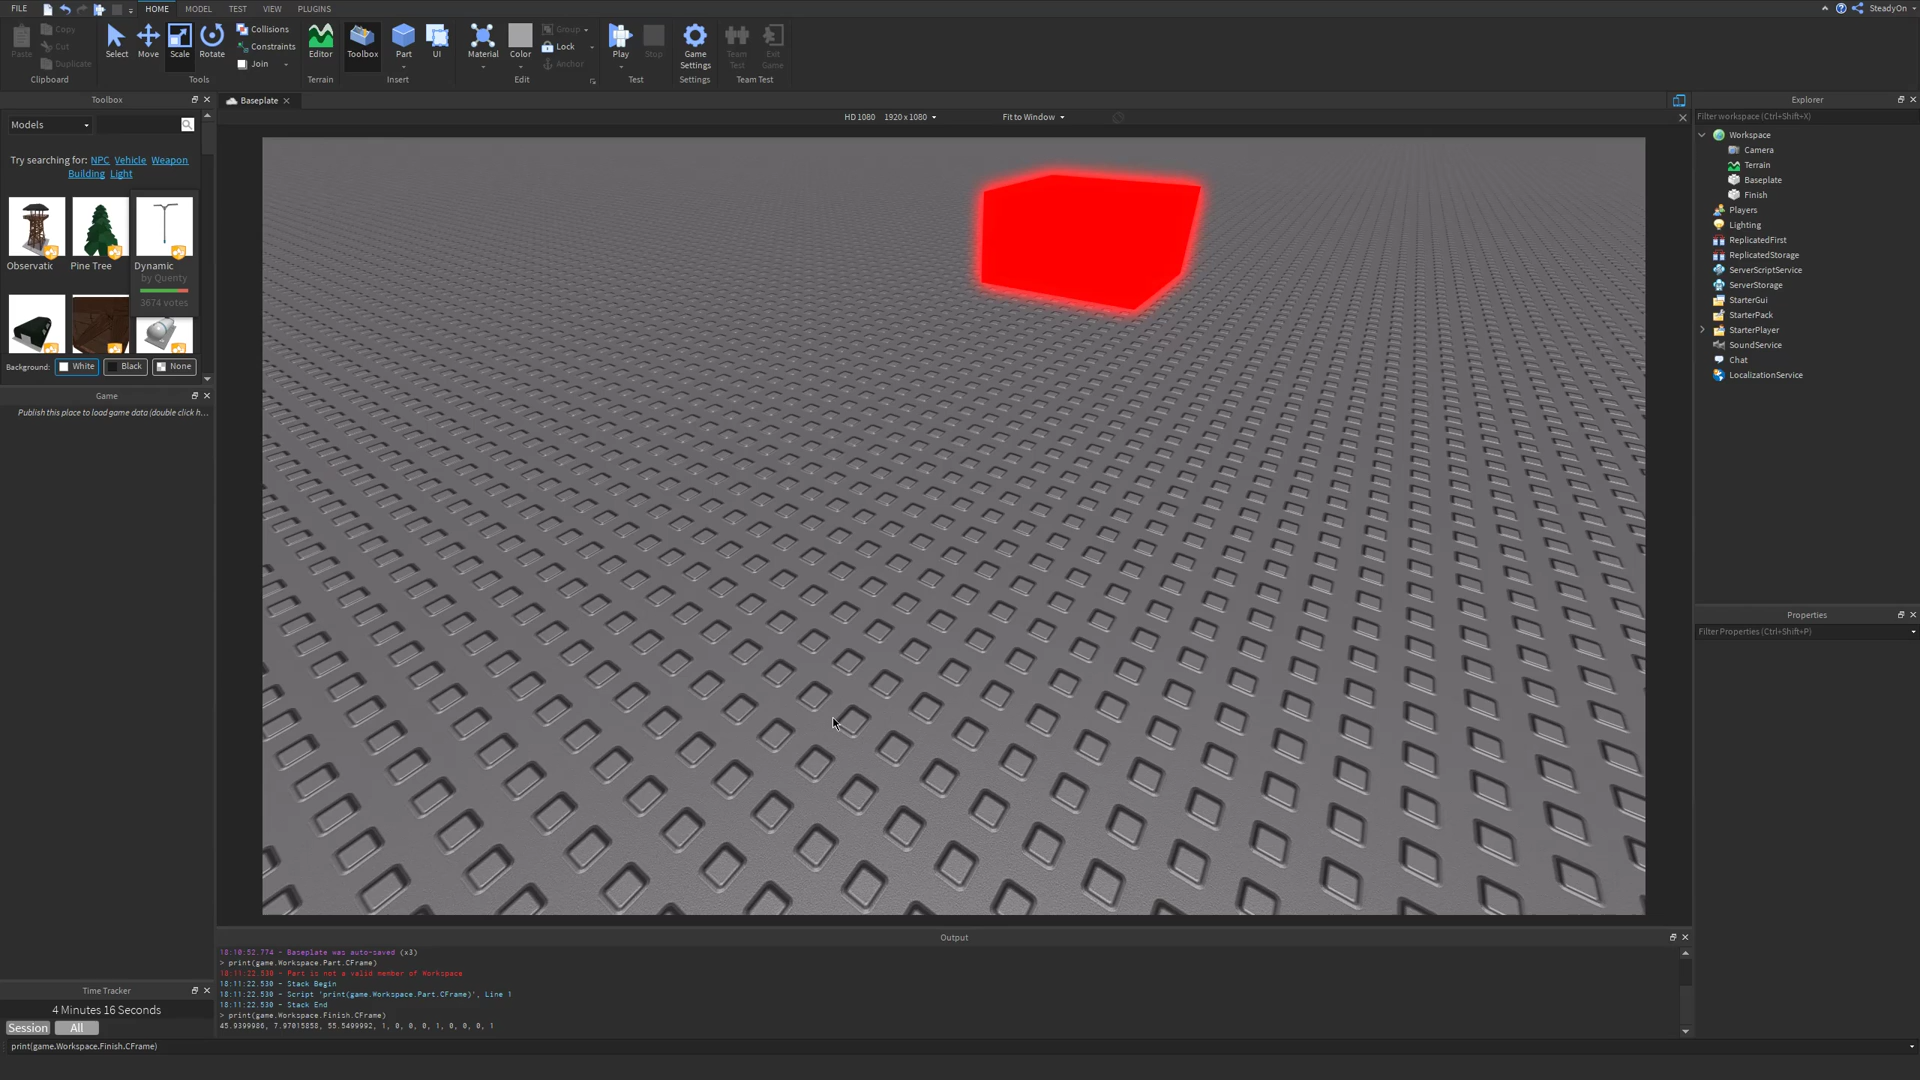 FILE HOME MODEL TEST VIEW PLUGINS SteadyOn
Paste Copy Cut Duplicate Clipboard
Select Move Scale Rotate Collisions Constraints Join Tools
Editor Terrain
Toolbox Part UI Insert
Material Color Group Lock Anchor Edit
Play Stop Test
Game Settings Settings
Team Test Exit Game Team Test
Toolbox
Models
Try searching for: NPC Vehicle Weapon
Building Light
Observatic Pine Tree Dynamic
by Quenty
3674 votes
Background: White Black None
Game
Publish this place to load game data (double click h...
Time Tracker
4 Minutes 16 Seconds
Session All
Baseplate
HD 1080 1920 x 1080 Fit to Window
Output
18:10:52.774 - Baseplate was auto-saved (x3)
> print(game.Workspace.Part.CFrame)
18:11:22.530 - Part is not a valid member of Workspace
18:11:22.530 - Stack Begin
18:11:22.530 - Script 'print(game.Workspace.Part.CFrame)', Line 1
18:11:22.530 - Stack End
> print(game.Workspace.Finish.CFrame)
45.9399986, 7.97015858, 55.5499992, 1, 0, 0, 0, 1, 0, 0, 0, 1
print(game.Workspace.Finish.CFrame)
Explorer
Filter workspace (Ctrl+Shift+X)
Workspace
Camera
Terrain
Baseplate
Finish
Players
Lighting
ReplicatedFirst
ReplicatedStorage
ServerScriptService
ServerStorage
StarterGui
StarterPack
StarterPlayer
SoundService
Chat
LocalizationService
Properties
Filter Properties (Ctrl+Shift+P)